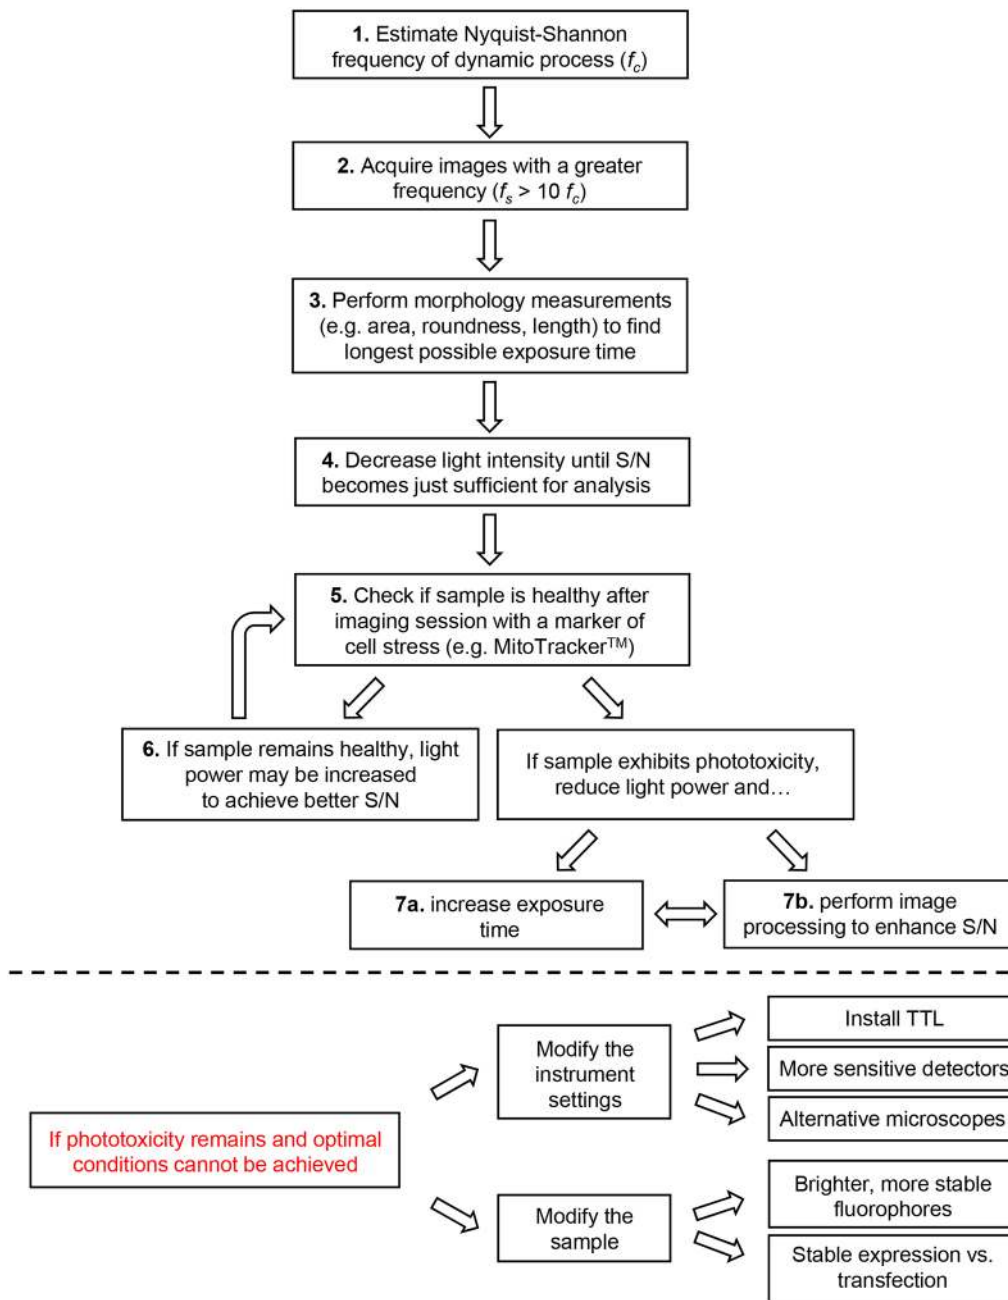 1. Estimate Nyquist-Shannon
frequency of dynamic process (fc)
2. Acquire images with a greater
frequency (fs > 10 fc)
3. Perform morphology measurements
(e.g. area, roundness, length) to find
longest possible exposure time
4. Decrease light intensity until S/N
becomes just sufficient for analysis
5. Check if sample is healthy after
imaging session with a marker of
cell stress (e.g. MitoTracker™)
6. If sample remains healthy, light
power may be increased
to achieve better S/N
If sample exhibits phototoxicity,
reduce light power and…
7a. increase exposure
time
7b. perform image
processing to enhance S/N
If phototoxicity remains and optimal
conditions cannot be achieved
Modify the
instrument
settings
Install TTL
More sensitive detectors
Alternative microscopes
Modify the
sample
Brighter, more stable
fluorophores
Stable expression vs.
transfection